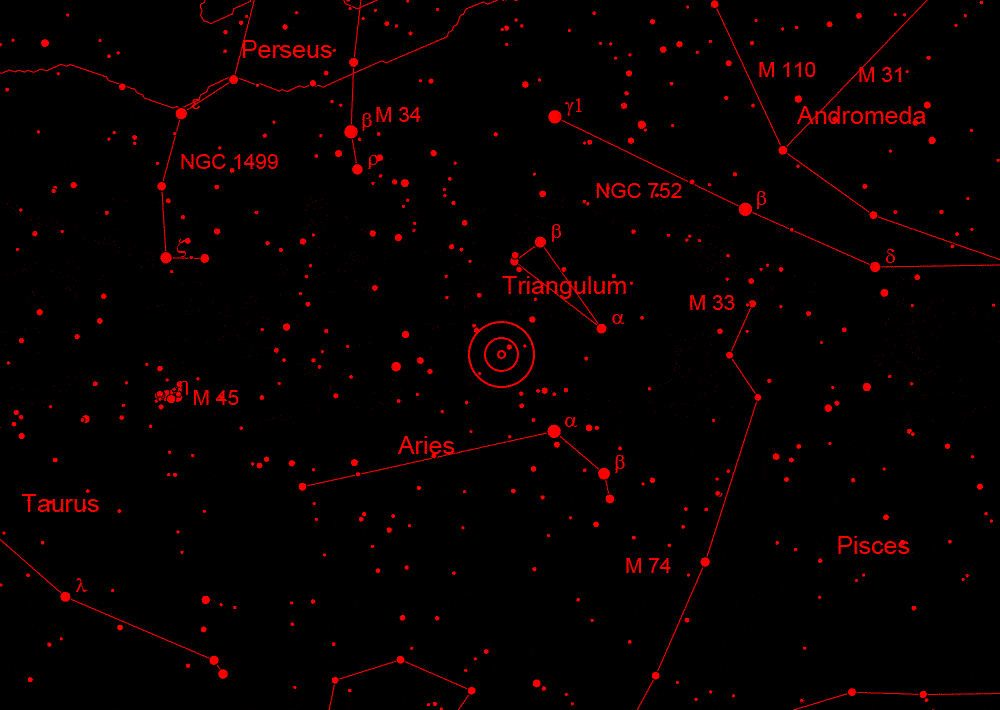 Perseus
M 110
M 31
ε
γ1
β
M 34
Andromeda
NGC 1499
ρ
NGC 752
β
ζ
β
δ
Triangulum
M 33
α
η
M 45
α
Aries
β
Taurus
Pisces
M 74
λ